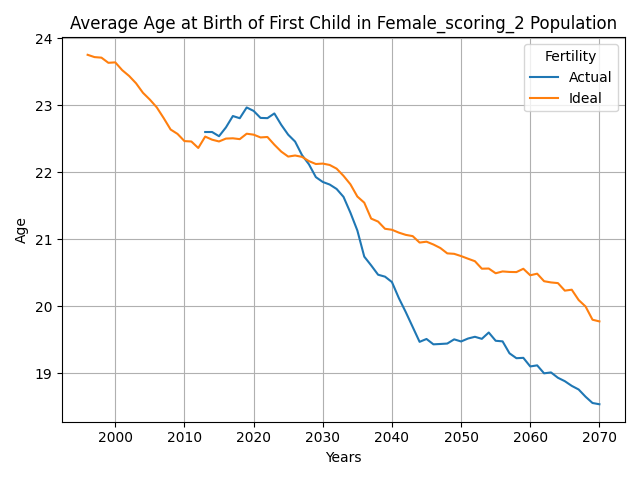 Average Age at Birth of First Child in Female_scoring_2 Population
Fertility
Actual
Ideal
Age
24
23
22
21
20
19
2000
2010
2020
2030
2040
2050
2060
2070
Years